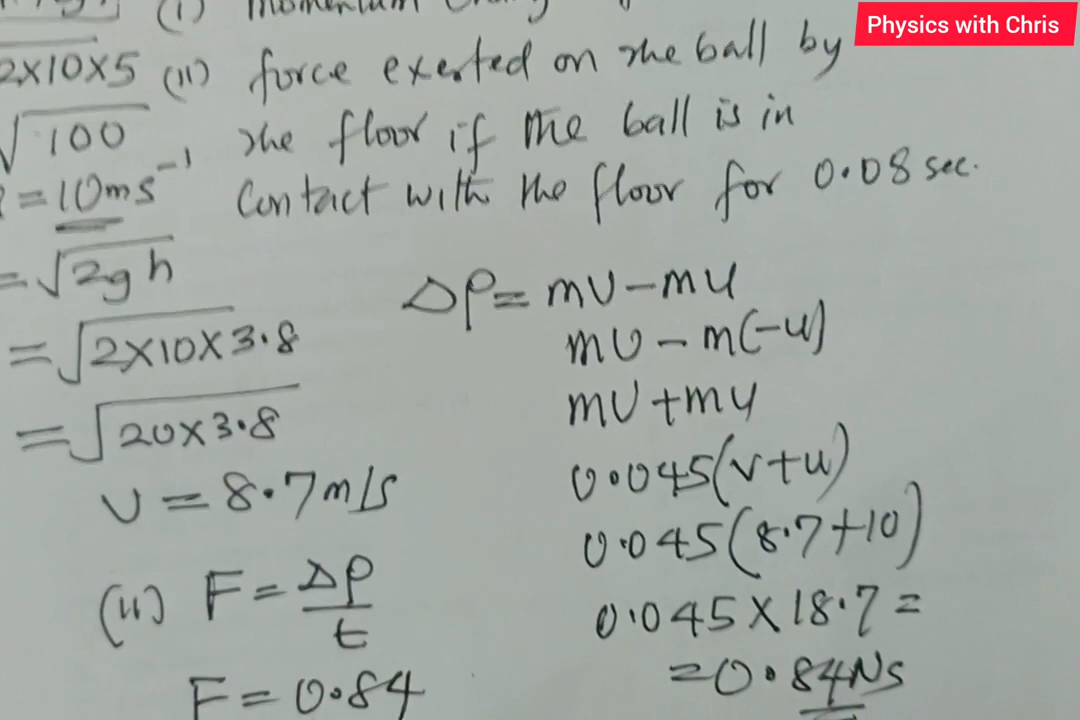 Physics with Chris
(i) momentum
2x10x5 (ii) force exerted on the ball by
√100 the floor if the ball is in
=10ms⁻¹ Contact with the floor for 0.08 sec.
=√2gh
=√2x10x3.8
=√20x3.8
v=8.7m/s
(ii) F=ΔP/t
F=0.84
ΔP=mv-mu
mv-m(-u)
mv+mu
0.045(v+u)
0.045(8.7+10)
0.045x18.7=
=0.84Ns